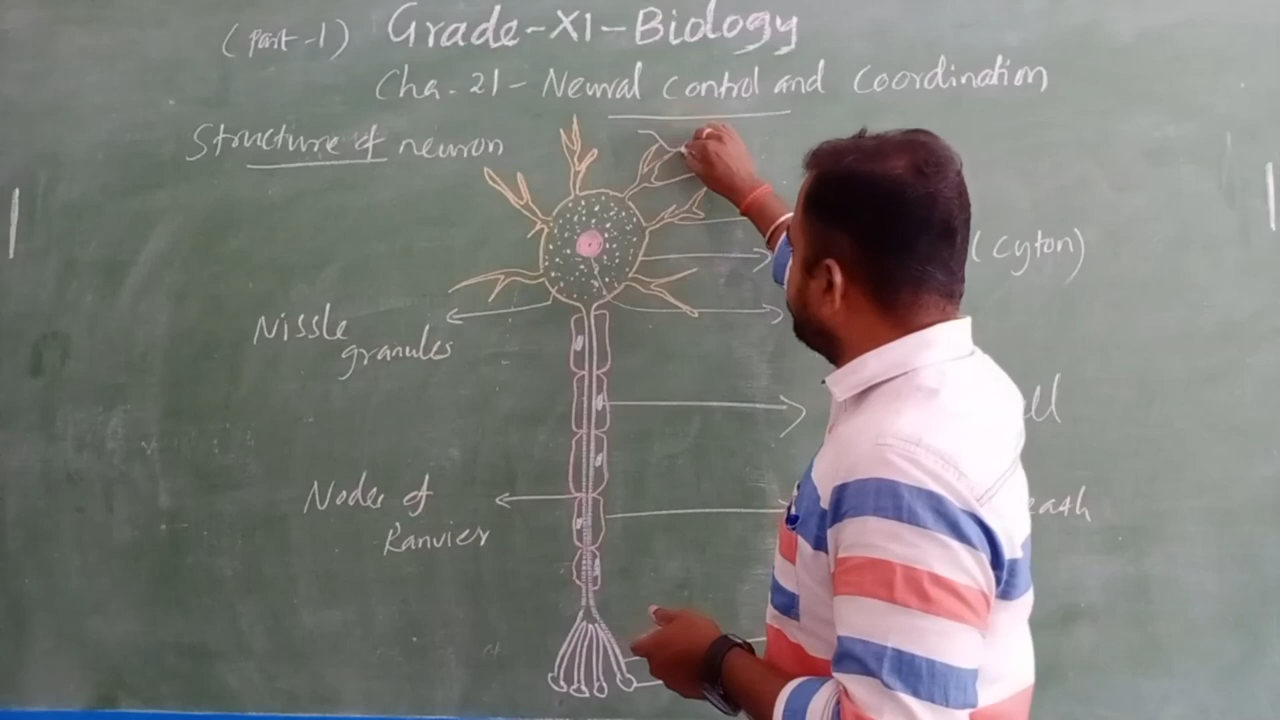 (Part-1) Grade-XI-Biology
Cha. 21- Neural control and Coordination
Structure of neuron
(cyton)
Nissle
granules
Nodes of
Ranvier